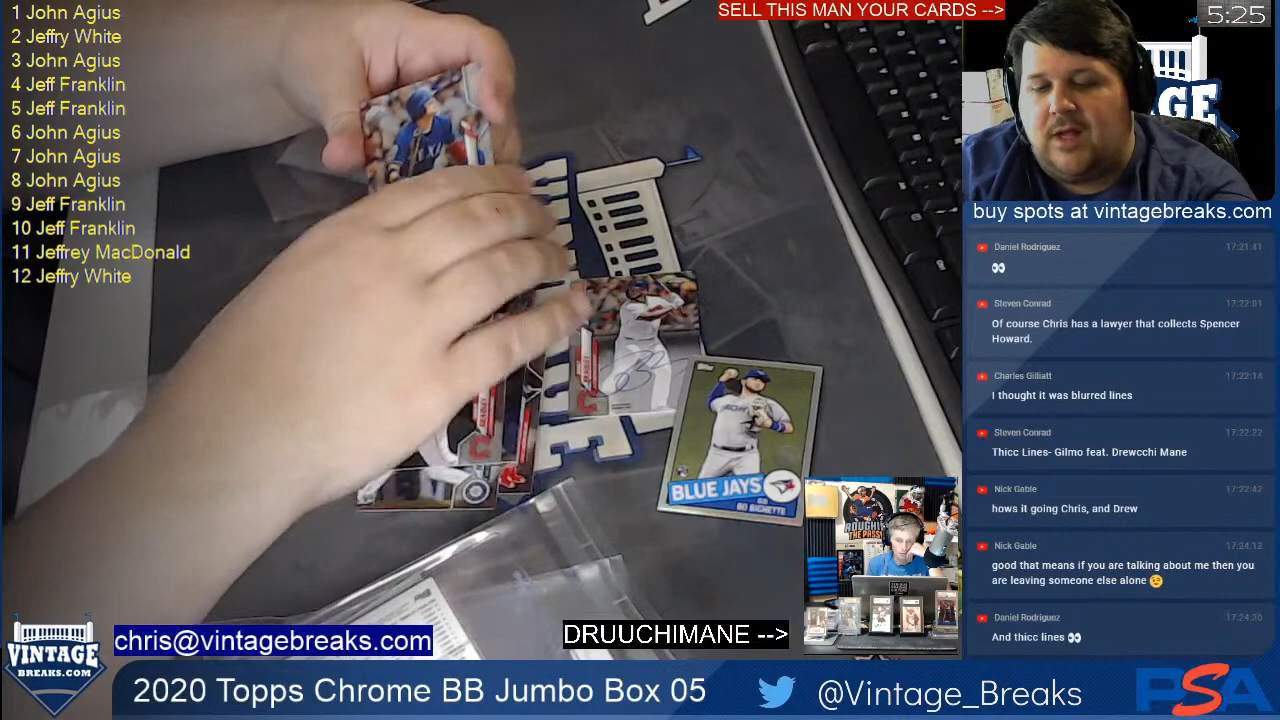 1 John Agius
2 Jeffry White
3 John Agius
4 Jeff Franklin
5 Jeff Franklin
6 John Agius
7 John Agius
8 John Agius
9 Jeff Franklin
10 Jeff Franklin
11 Jeffrey MacDonald
12 Jeffry White
SELL THIS MAN YOUR CARDS -->
5:25
buy spots at vintagebreaks.com
Daniel Rodriguez 17:21:41
👀
Steven Conrad 17:22:01
Of course Chris has a lawyer that collects Spencer
Howard.
Charles Gilliatt 17:22:14
I thought it was blurred lines
Steven Conrad 17:22:22
Thicc Lines- Gilmo feat. Drewcchi Mane
Nick Gable 17:22:42
hows it going Chris, and Drew
Nick Gable 17:24:12
good that means if you are talking about me then you
are leaving someone else alone 😉
Daniel Rodriguez 17:24:20
And thicc lines 👀
Topps
BLUE JAYS
BO BICHETTE
DRUUCHIMANE -->
VINTAGE
BREAKS.COM
chris@vintagebreaks.com
2020 Topps Chrome BB Jumbo Box 05
@Vintage_Breaks
PSA